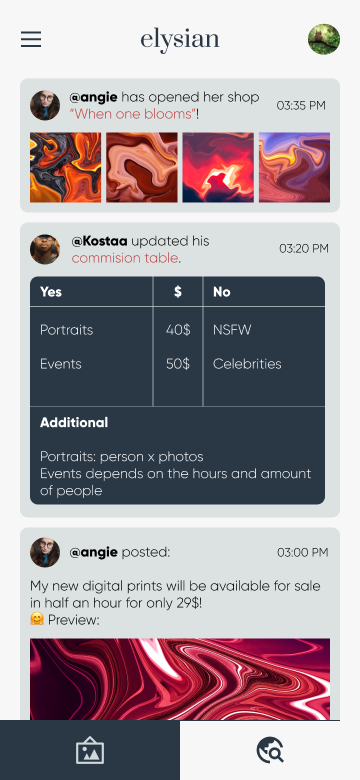 elysian
@angie has opened her shop
“When one blooms”!
03:35 PM
@Kostaa updated his
commision table.
03:20 PM
Yes $ No
Portraits 40$ NSFW
Events 50$ Celebrities
Additional
Portraits: person x photos
Events depends on the hours and amount
of people
@angie posted:
03:00 PM
My new digital prints will be available for sale
in half an hour for only 29$!
🤗 Preview: